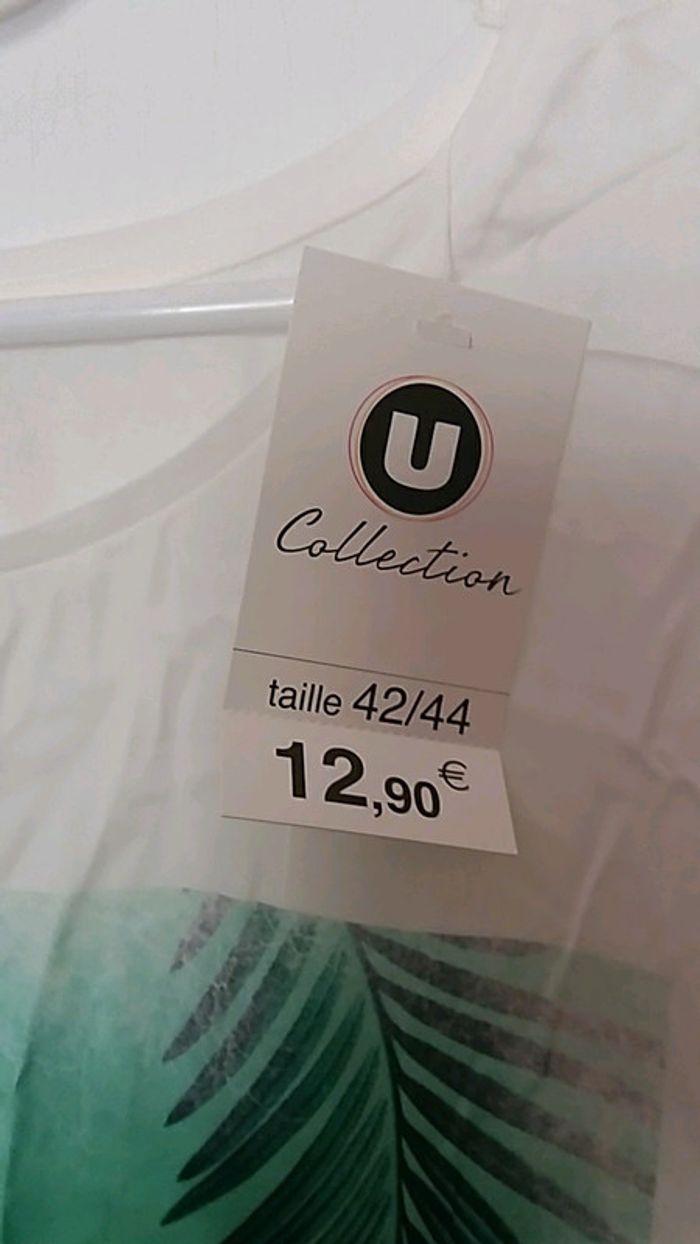 U
Collection
taille 42/44
12,90€